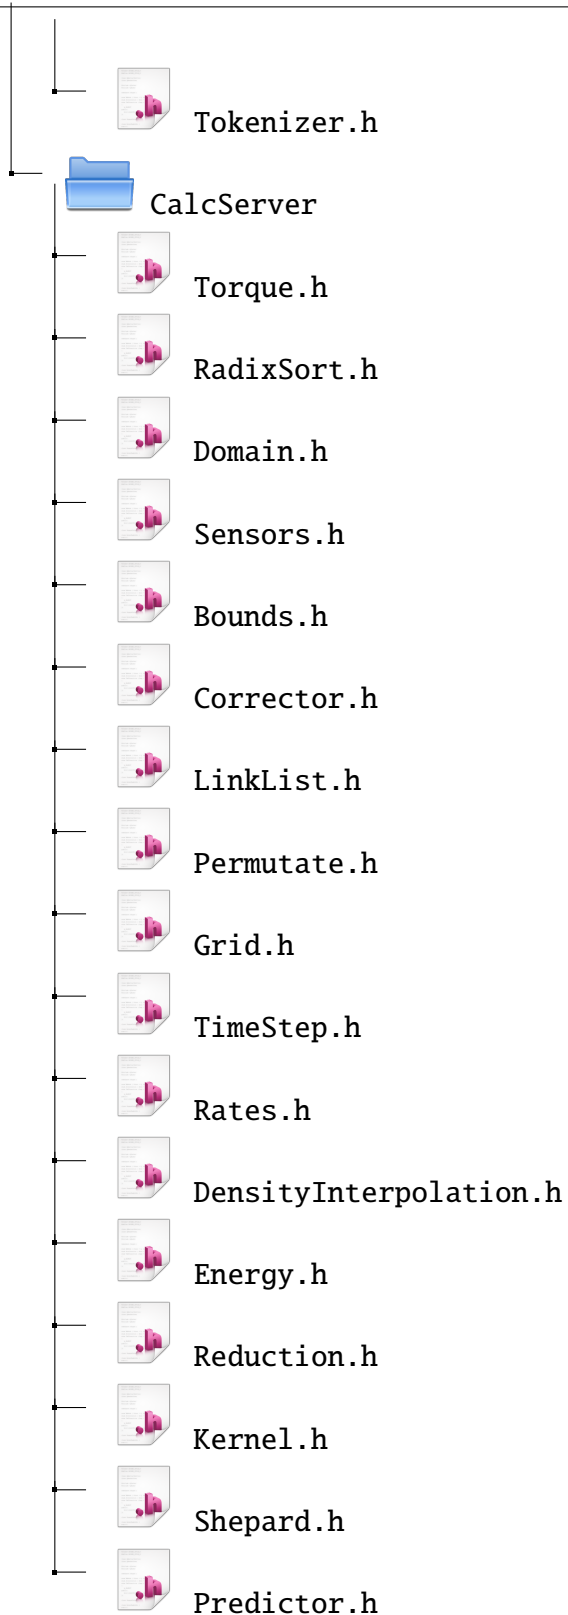 Tokenizer.h
CalcServer
Torque.h
RadixSort.h
Domain.h
Sensors.h
Bounds.h
Corrector.h
LinkList.h
Permutate.h
Grid.h
TimeStep.h
Rates.h
DensityInterpolation.h
Energy.h
Reduction.h
Kernel.h
Shepard.h
Predictor.h